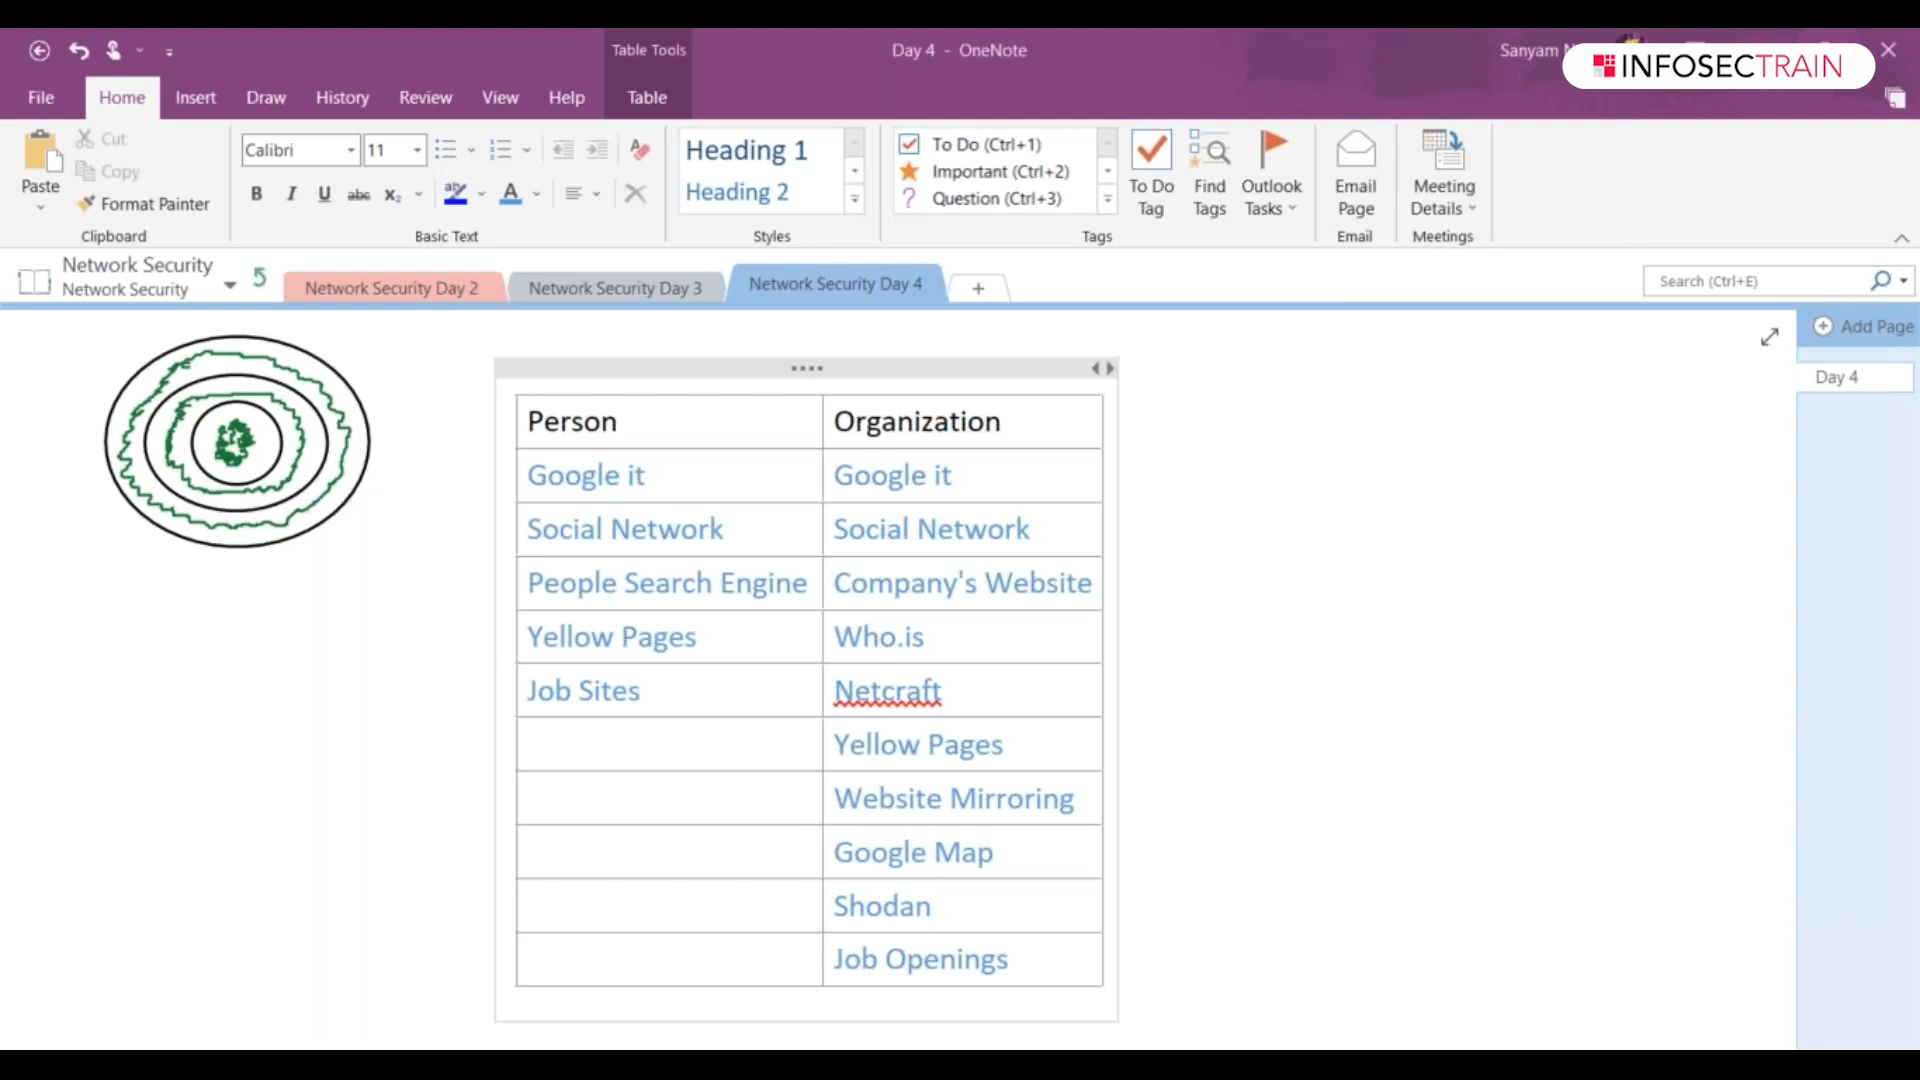 Table Tools
Day 4 - OneNote
Sanyam
INFOSECTRAIN
File Home Insert Draw History Review View Help Table
Paste
Cut
Copy
Format Painter
Clipboard
Calibri 11
B I U abc X₂ aby A
Basic Text
Heading 1
Heading 2
Styles
To Do (Ctrl+1)
Important (Ctrl+2)
? Question (Ctrl+3)
To Do Tag
Find Tags
Outlook Tasks
Tags
Email Page
Email
Meeting Details
Meetings
Network Security
Network Security
Network Security Day 2
Network Security Day 3
Network Security Day 4
+
Search (Ctrl+E)
Add Page
Day 4
Person Organization
Google it Google it
Social Network Social Network
People Search Engine Company's Website
Yellow Pages Who.is
Job Sites Netcraft
Yellow Pages
Website Mirroring
Google Map
Shodan
Job Openings